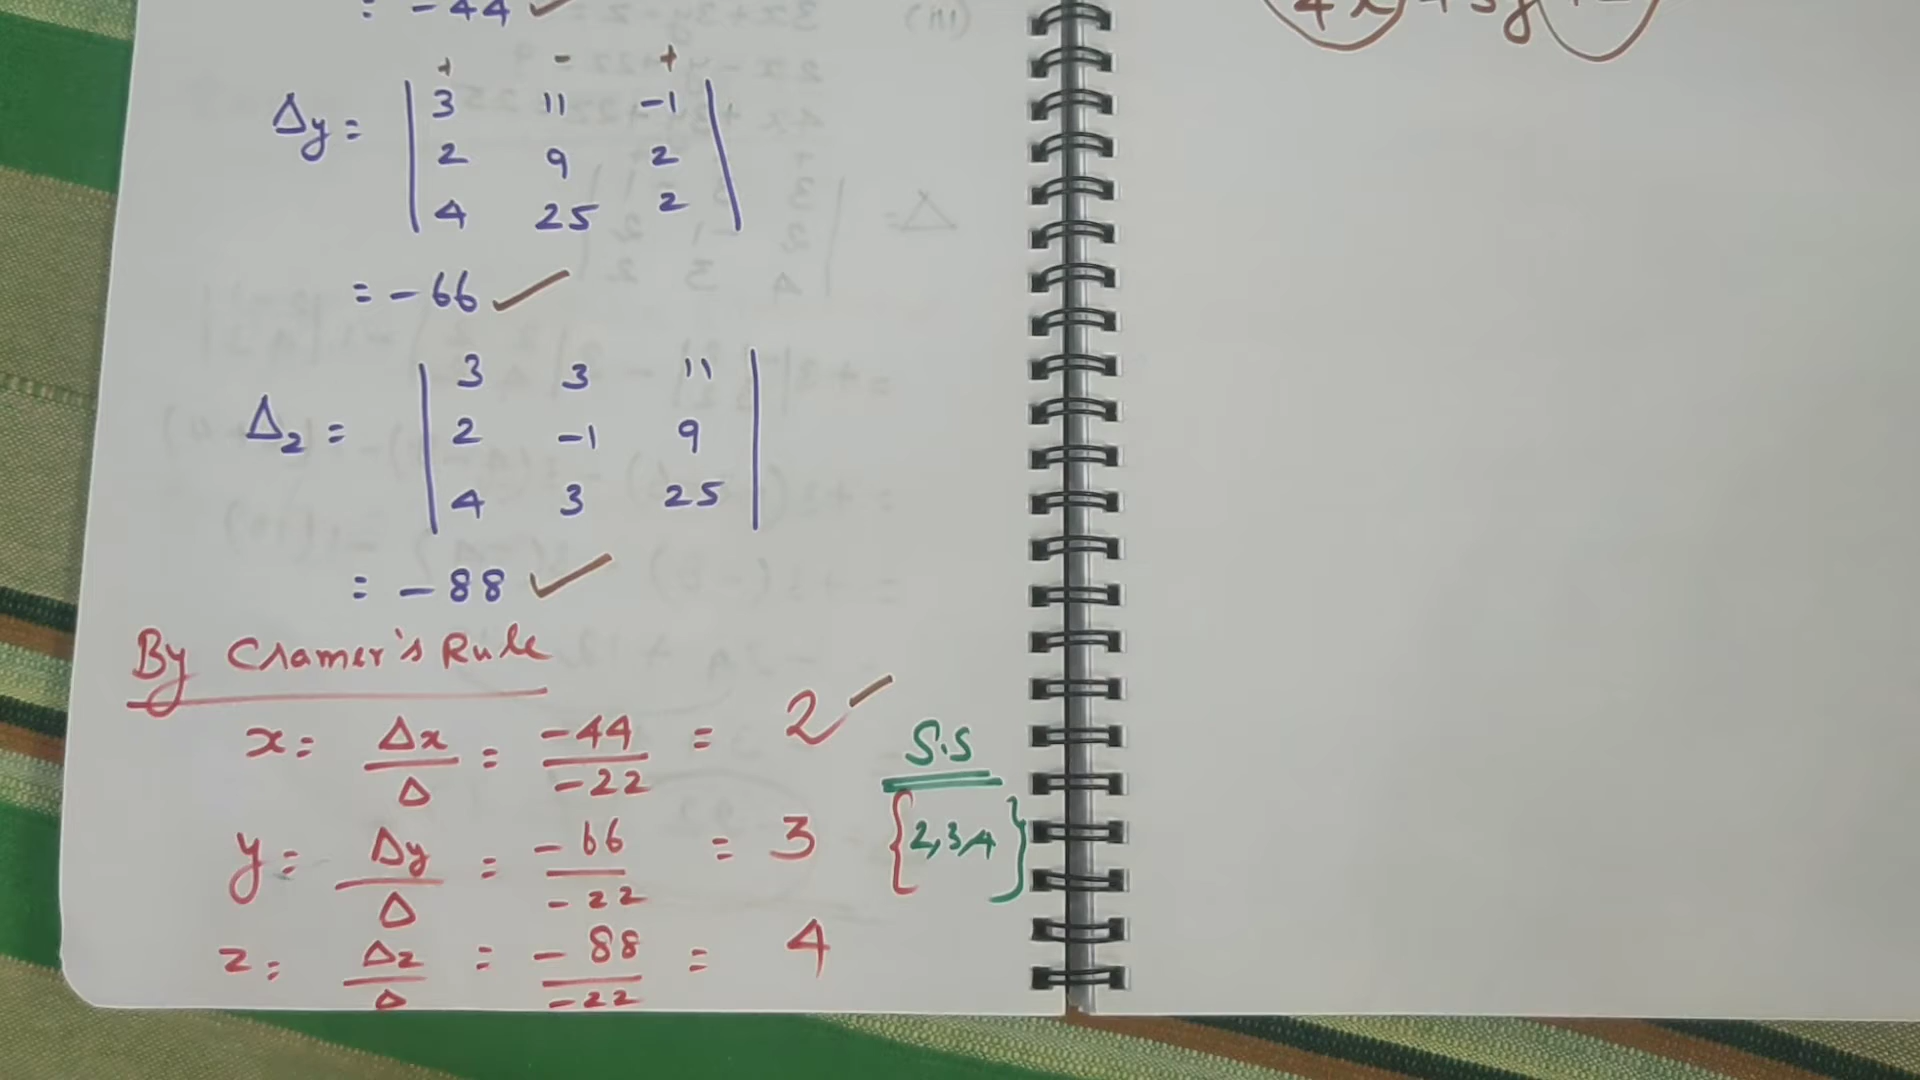 = -44
+ - +
Δy = | 3 11 -1 |
| 2 9 2 |
| 4 25 2 |
= -66
Δz = | 3 3 11 |
| 2 -1 9 |
| 4 3 25 |
= -88
By Cramer's Rule
x = Δx/Δ = -44/-22 = 2
y = Δy/Δ = -66/-22 = 3
z = Δz/Δ = -88/-22 = 4
S.S
{2,3,4}